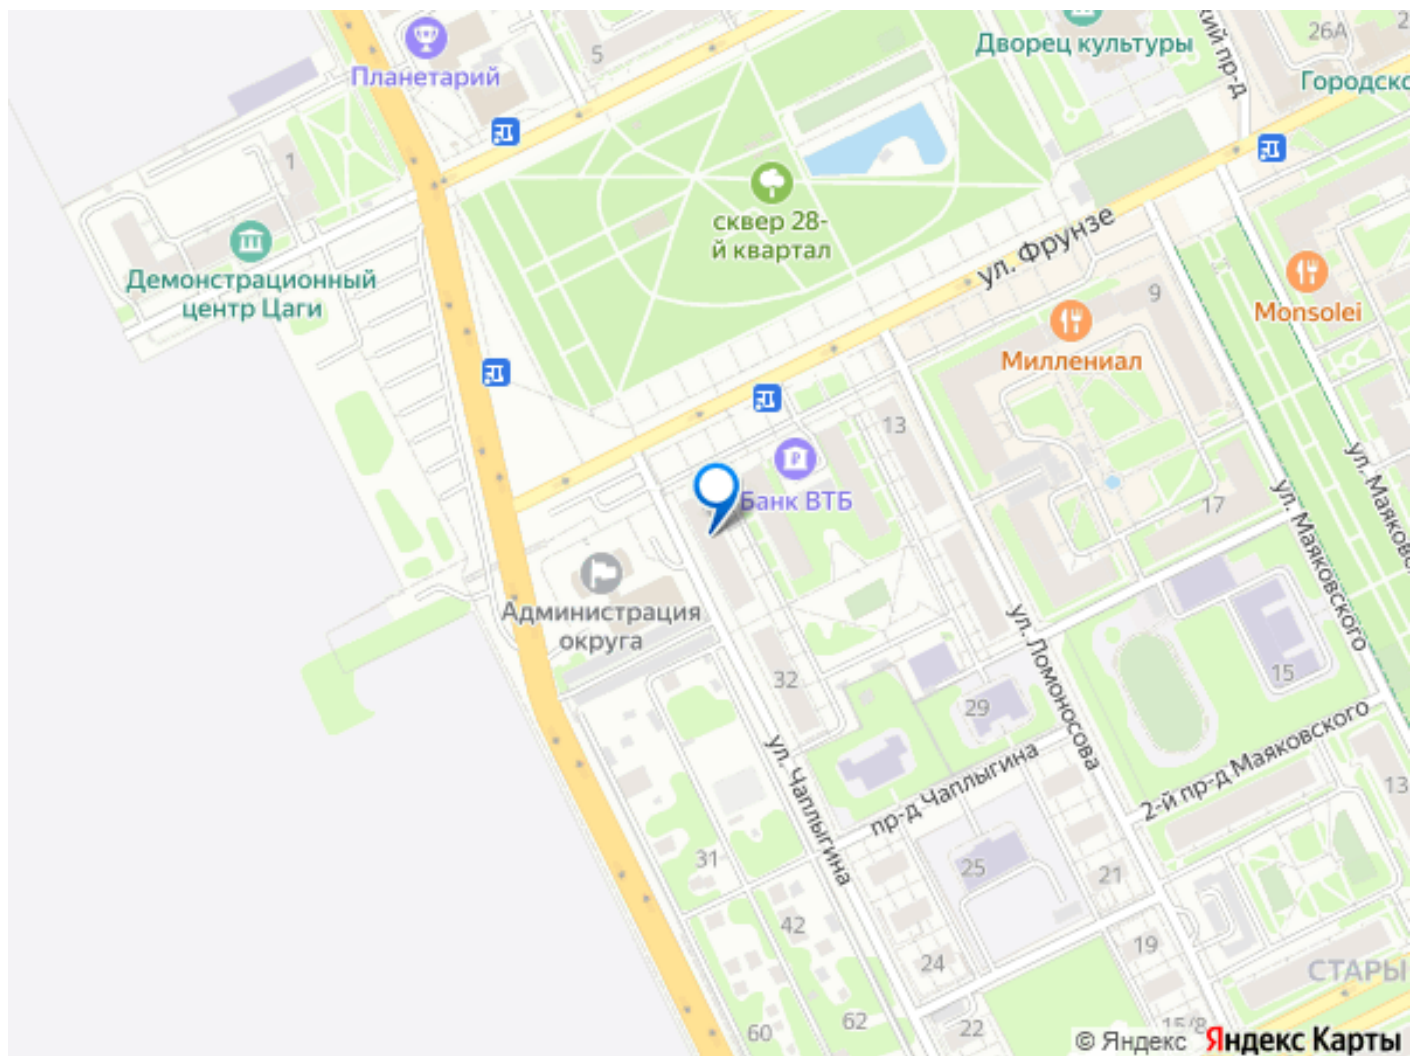 5
Планетарий
Дворец культуры
26А
Городско
1
сквер 28-
й квартал
ул. Фрунзе
Демонстрационный
центр Цаги
9
Monsolei
Миллениал
13
Банк ВТБ
17
ул. Маяковского
Администрация
округа
32
ул. Ломоносова
15
29
ул. Чаплыгина
пр-д Чаплыгина
2-й пр-д Маяковского
13
31
25
21
42
19
24
СТАРЫ
62
60
22
15/8
© Яндекс Яндекс Карты